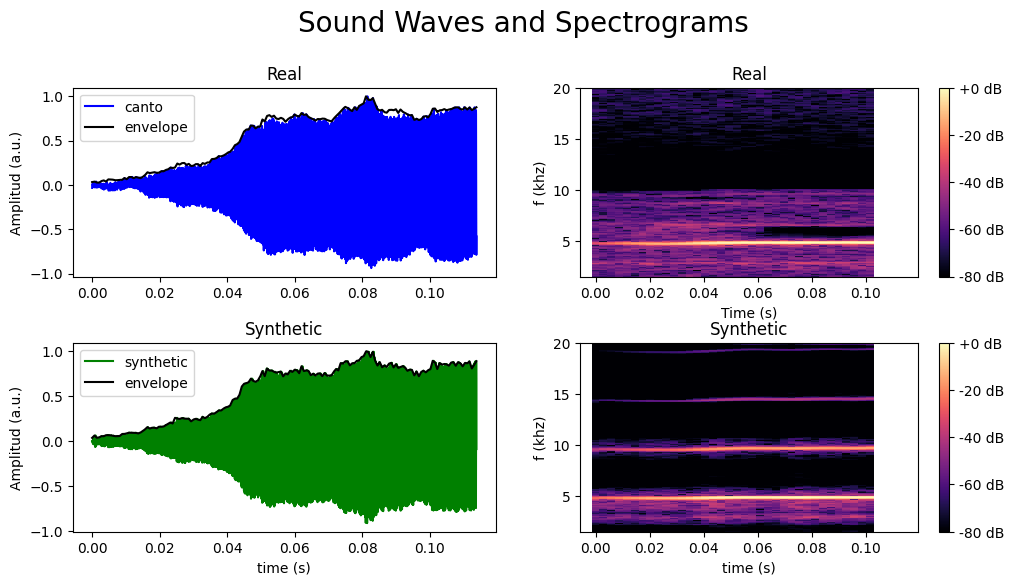 Sound Waves and Spectrograms
Real
Amplitud (a.u.)
1.0
0.5
0.0
−0.5
−1.0
canto
envelope
0.00 0.02 0.04 0.06 0.08 0.10
Real
f (khz)
20
15
10
5
0.00 0.02 0.04 0.06 0.08 0.10
Time (s)
+0 dB
-20 dB
-40 dB
-60 dB
-80 dB
Synthetic
Amplitud (a.u.)
1.0
0.5
0.0
−0.5
−1.0
synthetic
envelope
0.00 0.02 0.04 0.06 0.08 0.10
time (s)
Synthetic
f (khz)
20
15
10
5
0.00 0.02 0.04 0.06 0.08 0.10
time (s)
+0 dB
-20 dB
-40 dB
-60 dB
-80 dB